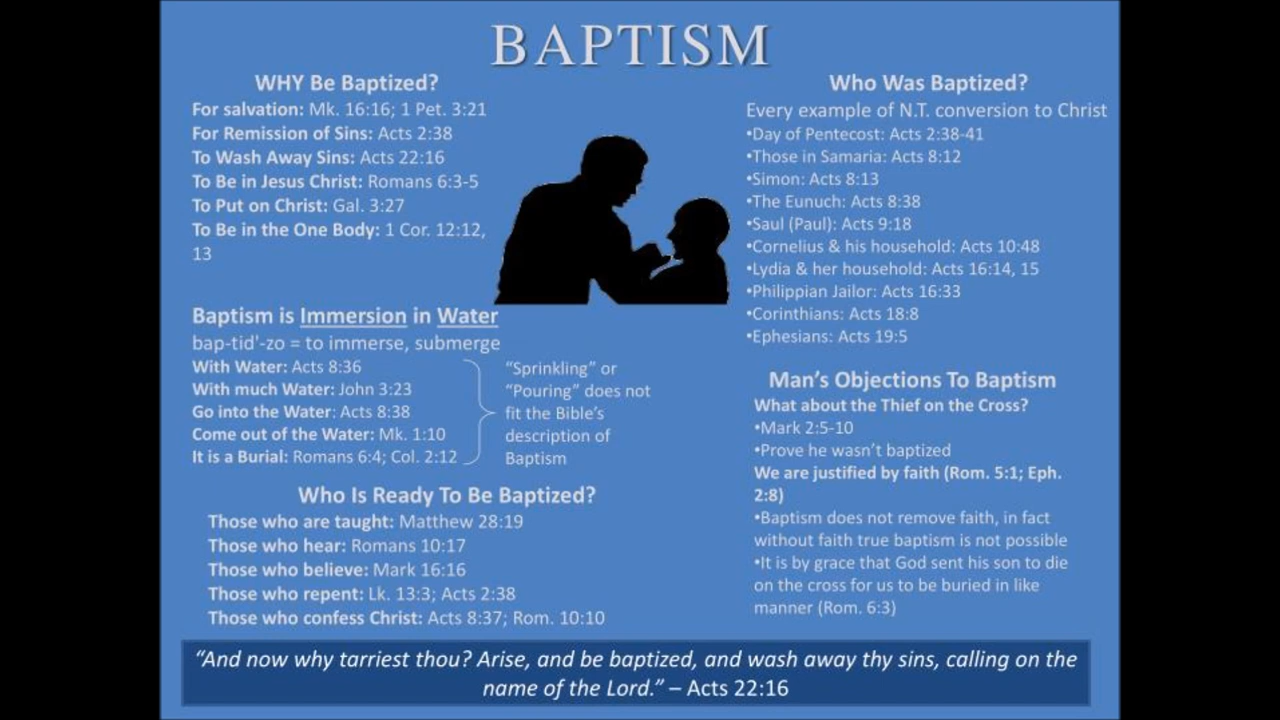 BAPTISM
WHY Be Baptized?
For salvation: Mk. 16:16; 1 Pet. 3:21
For Remission of Sins: Acts 2:38
To Wash Away Sins: Acts 22:16
To Be in Jesus Christ: Romans 6:3-5
To Put on Christ: Gal. 3:27
To Be in the One Body: 1 Cor. 12:12,
13
Baptism is Immersion in Water
bap-tid'-zo = to immerse, submerge
With Water: Acts 8:36
With much Water: John 3:23
Go into the Water: Acts 8:38
Come out of the Water: Mk. 1:10
It is a Burial: Romans 6:4; Col. 2:12
“Sprinkling” or
“Pouring” does not
fit the Bible’s
description of
Baptism
Who Is Ready To Be Baptized?
Those who are taught: Matthew 28:19
Those who hear: Romans 10:17
Those who believe: Mark 16:16
Those who repent: Lk. 13:3; Acts 2:38
Those who confess Christ: Acts 8:37; Rom. 10:10
Who Was Baptized?
Every example of N.T. conversion to Christ
•Day of Pentecost: Acts 2:38-41
•Those in Samaria: Acts 8:12
•Simon: Acts 8:13
•The Eunuch: Acts 8:38
•Saul (Paul): Acts 9:18
•Cornelius & his household: Acts 10:48
•Lydia & her household: Acts 16:14, 15
•Philippian Jailor: Acts 16:33
•Corinthians: Acts 18:8
•Ephesians: Acts 19:5
Man’s Objections To Baptism
What about the Thief on the Cross?
•Mark 2:5-10
•Prove he wasn’t baptized
We are justified by faith (Rom. 5:1; Eph.
2:8)
•Baptism does not remove faith, in fact
without faith true baptism is not possible
•It is by grace that God sent his son to die
on the cross for us to be buried in like
manner (Rom. 6:3)
“And now why tarriest thou? Arise, and be baptized, and wash away thy sins, calling on the
name of the Lord.” – Acts 22:16